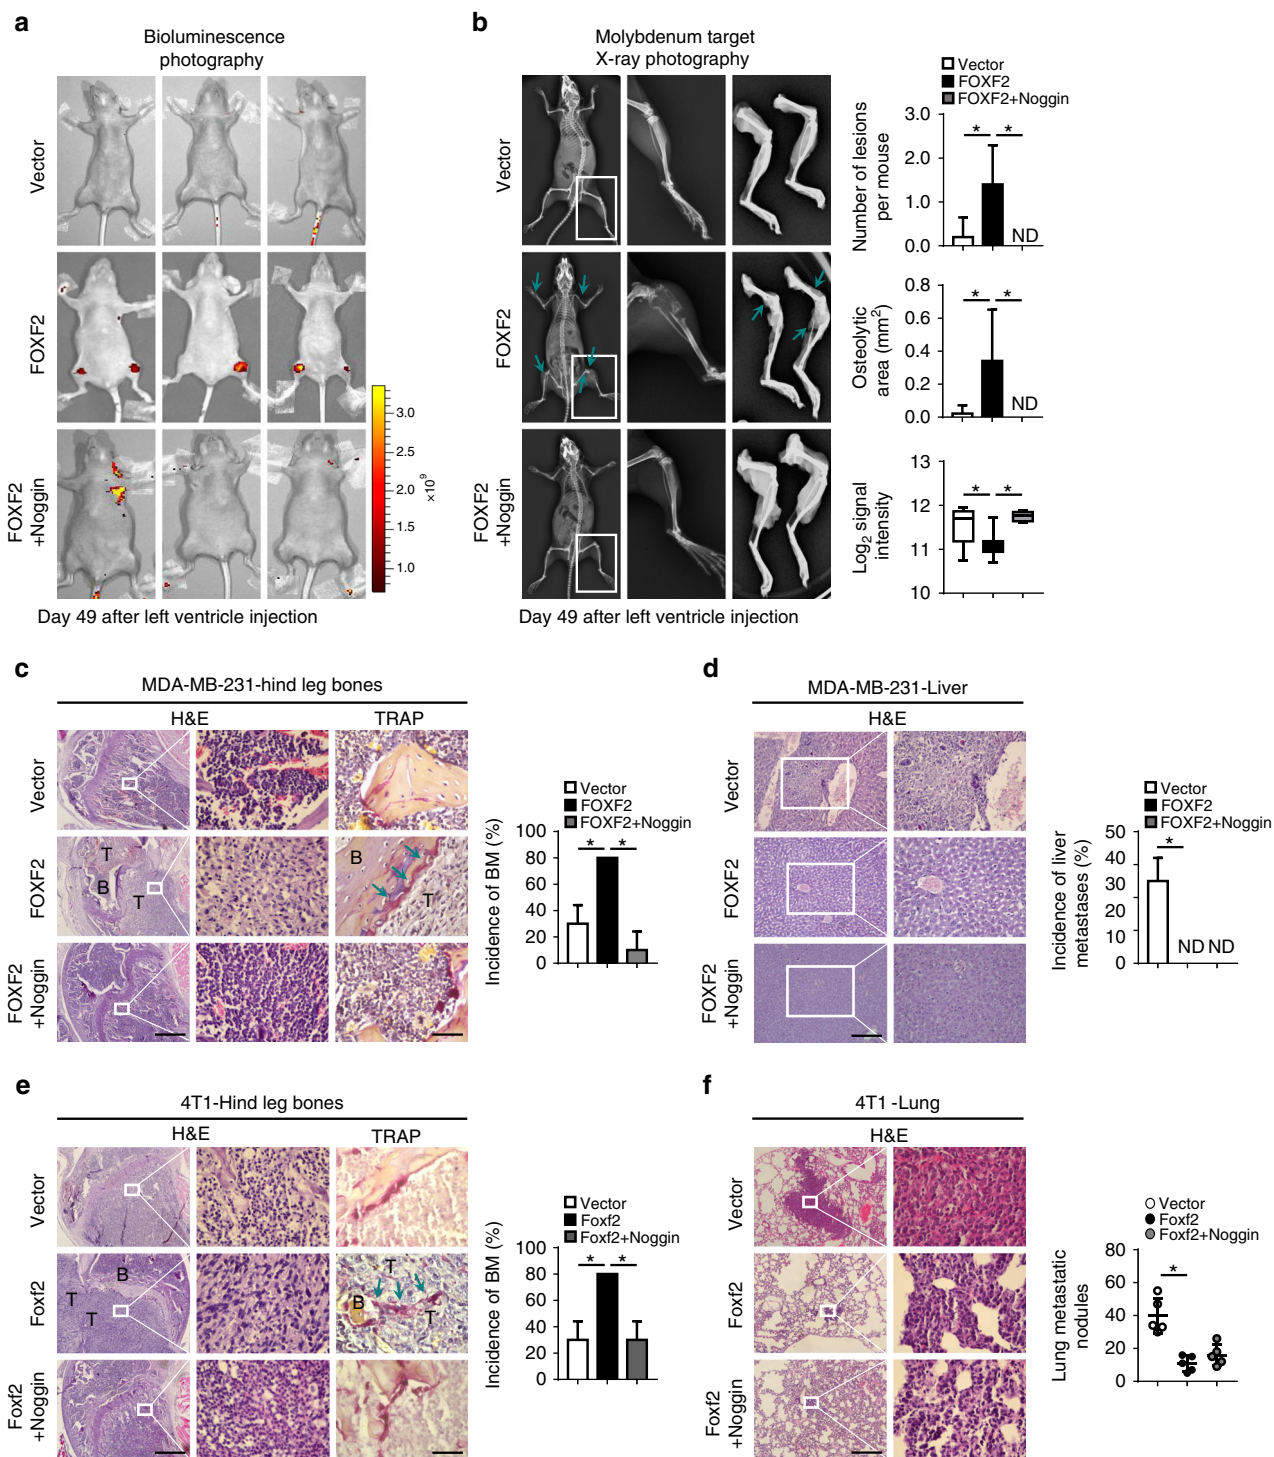 a
Bioluminescence
photography
Vector
FOXF2
FOXF2
+Noggin
3.0
2.5
2.0
1.5
1.0
×10⁹
Day 49 after left ventricle injection
b
Molybdenum target
X-ray photography
Vector
FOXF2
FOXF2
+Noggin
Day 49 after left ventricle injection
Vector
FOXF2
FOXF2+Noggin
Number of lesions
per mouse
3.0
2.0
1.0
0.0
* *
ND
Osteolytic
area (mm²)
0.8
0.6
0.4
0.2
0.0
* *
ND
Log₂ signal
intensity
13
12
11
10
* *
c
MDA-MB-231-hind leg bones
H&E TRAP
Vector
FOXF2
FOXF2
+Noggin
T
B
T
B
T
Vector
FOXF2
FOXF2+Noggin
Incidence of BM (%)
100
80
60
40
20
0
* *
d
MDA-MB-231-Liver
H&E
Vector
FOXF2
FOXF2
+Noggin
Vector
FOXF2
FOXF2+Noggin
Incidence of liver
metastases (%)
50
40
30
20
10
0
*
ND ND
e
4T1-Hind leg bones
H&E TRAP
Vector
Foxf2
Foxf2
+Noggin
B
T
T
T
B
T
Vector
Foxf2
Foxf2+Noggin
Incidence of BM (%)
100
80
60
40
20
0
* *
f
4T1 -Lung
H&E
Vector
Foxf2
Foxf2
+Noggin
Vector
Foxf2
Foxf2+Noggin
Lung metastatic
nodules
80
60
40
20
0
*